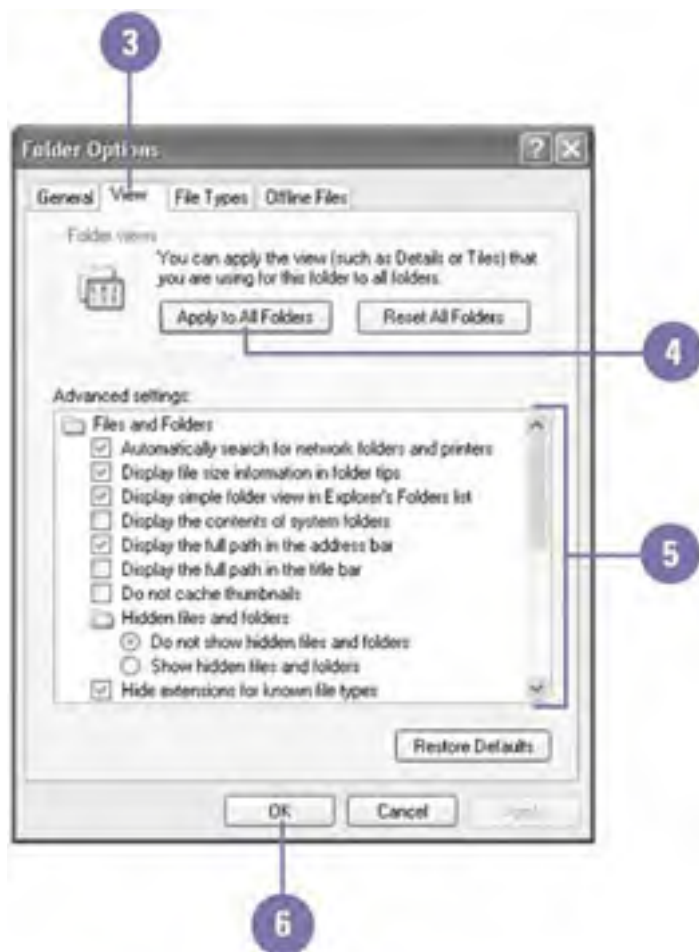 3
Folder Options
General View File Types Offline Files
Folder views
You can apply the view (such as Details or Tiles) that
you are using for this folder to all folders.
Apply to All Folders Reset All Folders
4
Advanced settings:
Files and Folders
Automatically search for network folders and printers
Display file size information in folder tips
Display simple folder view in Explorer's Folders list
Display the contents of system folders
Display the full path in the address bar
Display the full path in the title bar
Do not cache thumbnails
Hidden files and folders
Do not show hidden files and folders
Show hidden files and folders
Hide extensions for known file types
5
Restore Defaults
OK Cancel Apply
6